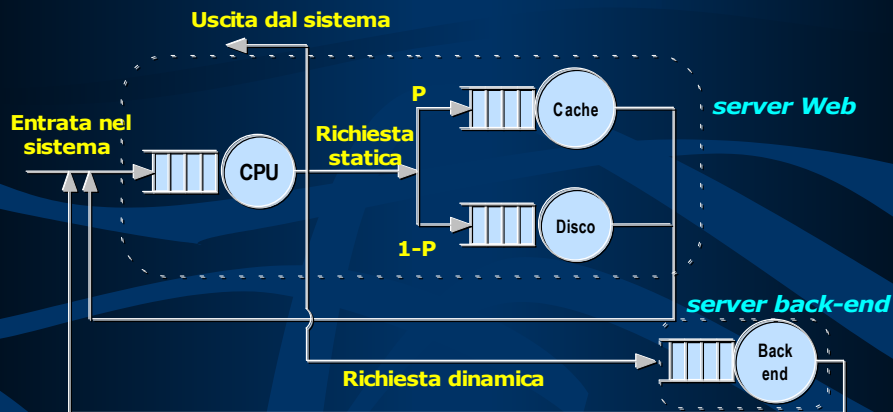 Uscita dal sistema
Entrata nel
sistema
CPU
Richiesta
statica
P
1-P
Cache
Disco
server Web
server back-end
Back
end
Richiesta dinamica